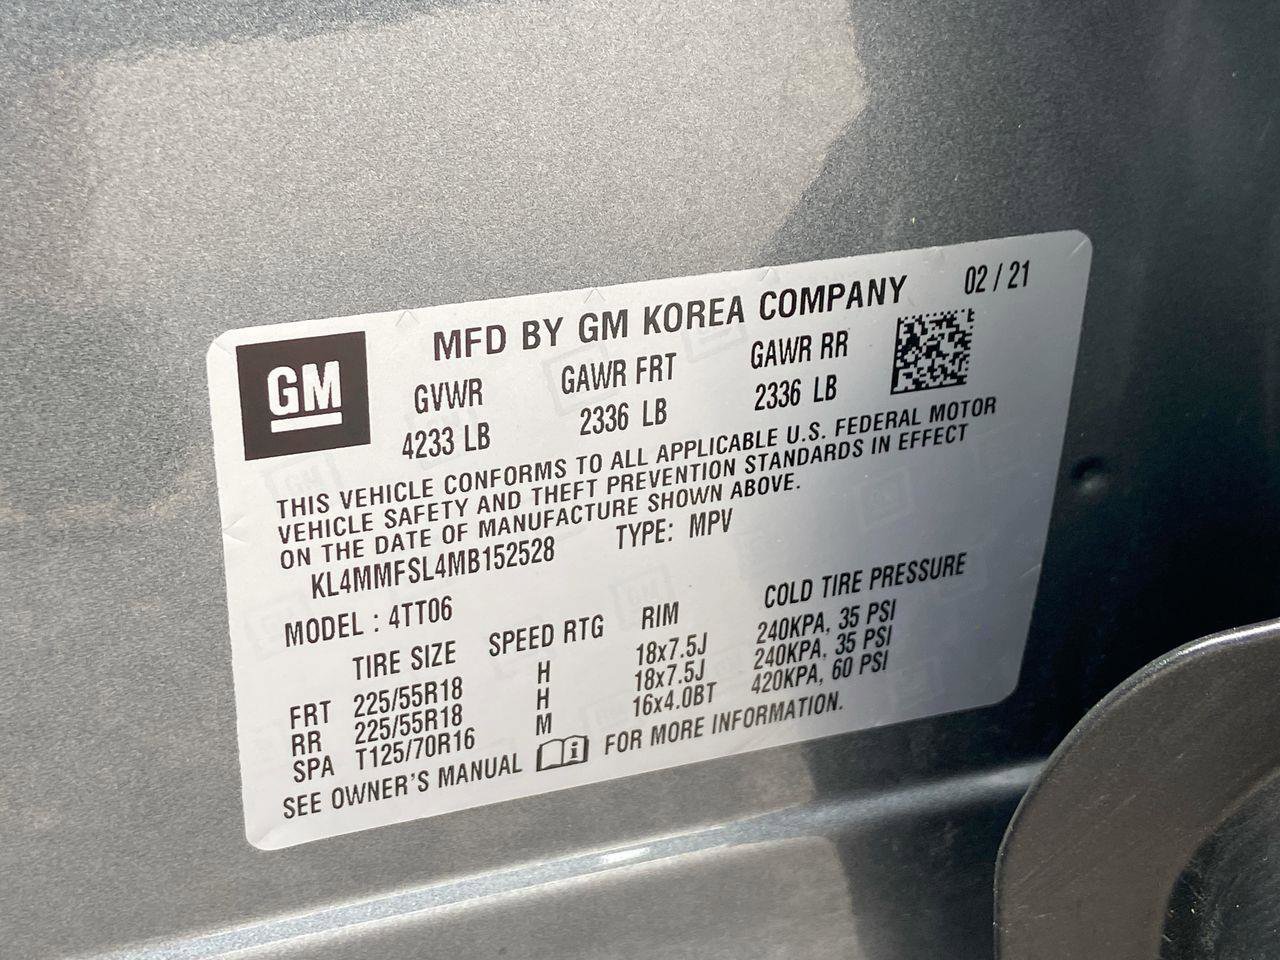 GM
MFD BY GM KOREA COMPANY 02 / 21
GVWR GAWR FRT GAWR RR
4233 LB 2336 LB 2336 LB
THIS VEHICLE CONFORMS TO ALL APPLICABLE U.S. FEDERAL MOTOR
VEHICLE SAFETY AND THEFT PREVENTION STANDARDS IN EFFECT
ON THE DATE OF MANUFACTURE SHOWN ABOVE.
KL4MMFSL4MB152528 TYPE: MPV
MODEL : 4TT06
TIRE SIZE SPEED RTG RIM COLD TIRE PRESSURE
FRT 225/55R18 H 18x7.5J 240KPA, 35 PSI
RR 225/55R18 H 18x7.5J 240KPA, 35 PSI
SPA T125/70R16 M 16x4.0BT 420KPA, 60 PSI
SEE OWNER'S MANUAL i FOR MORE INFORMATION.